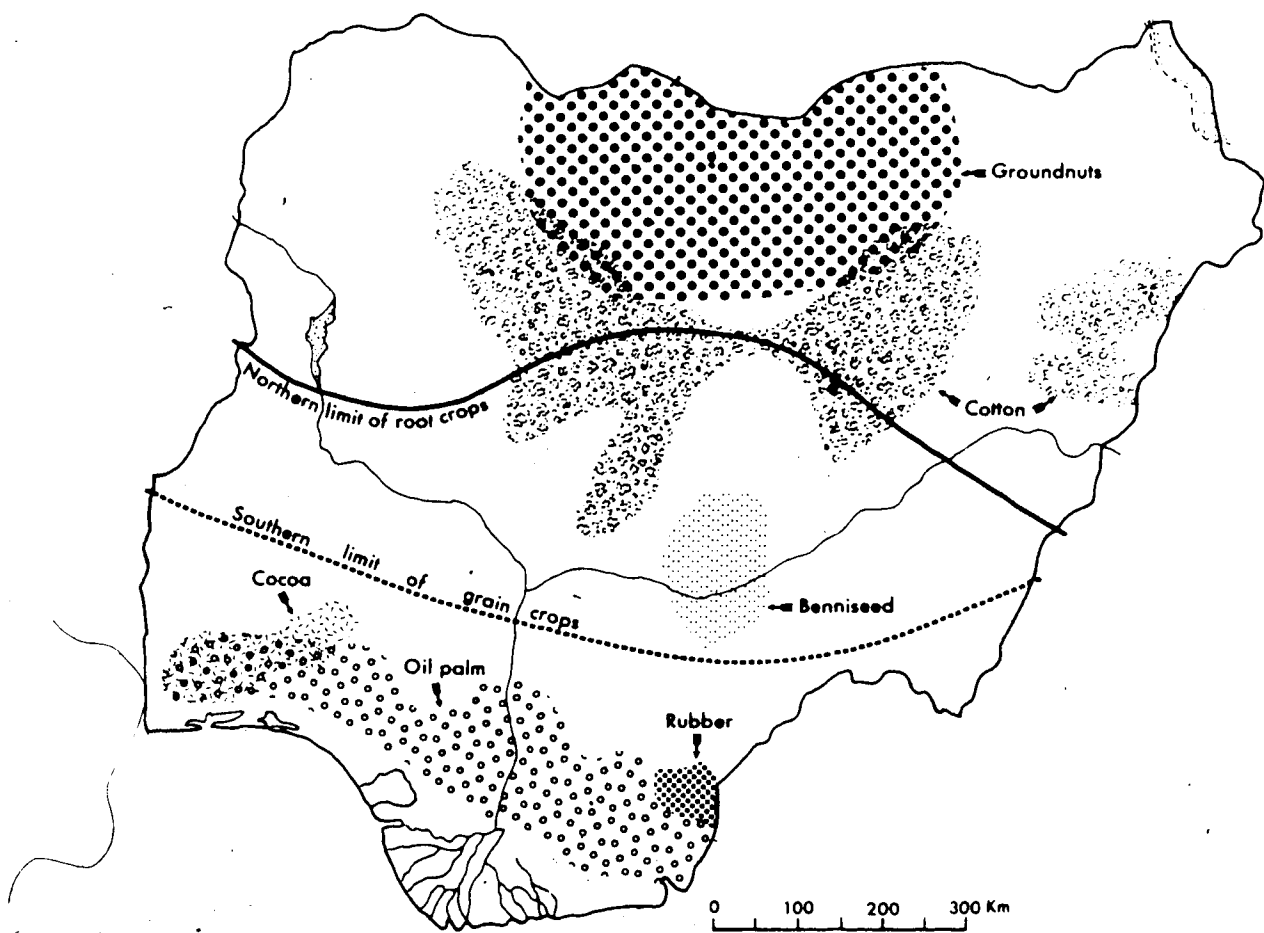 Groundnuts
Northern limit of root crops
Cotton
Southern limit of grain crops
Cocoa
Benniseed
Oil palm
Rubber
0 100 200 300 Km